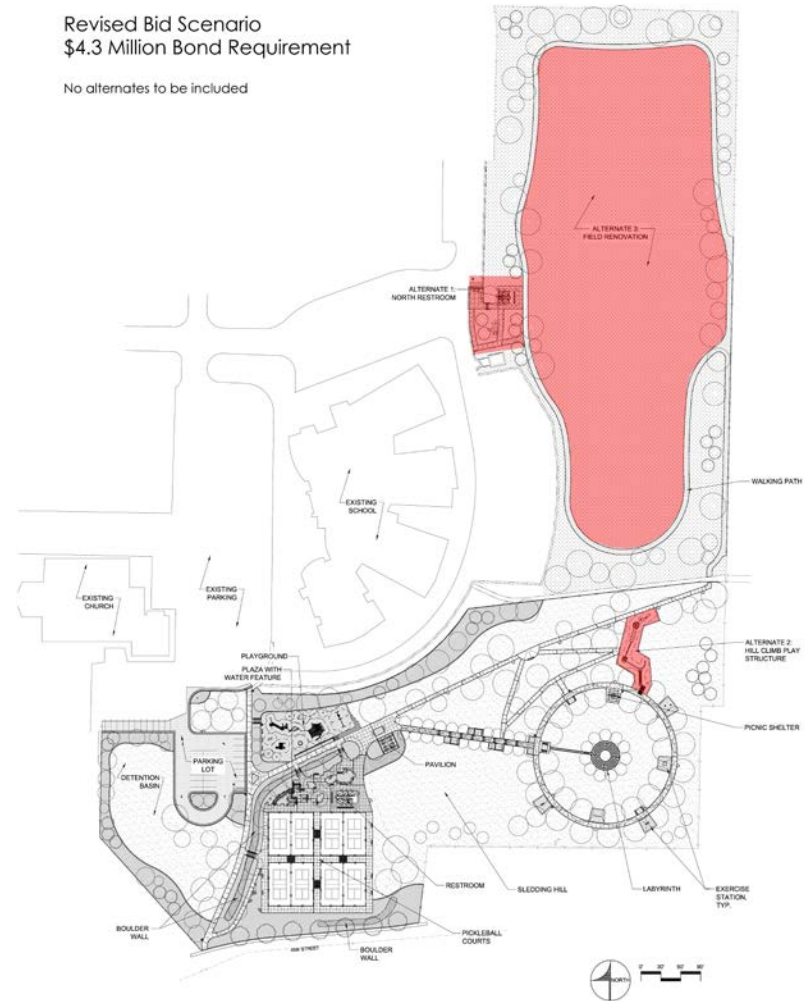 Revised Bid Scenario
$4.3 Million Bond Requirement
No alternates to be included
ALTERNATE 3:
FIELD RENOVATION
ALTERNATE 1:
NORTH RESTROOM
WALKING PATH
EXISTING
SCHOOL
EXISTING
CHURCH
EXISTING
PARKING
ALTERNATE 2:
HILL CLIMB PLAY
STRUCTURE
PLAYGROUND
PLAZA WITH
WATER FEATURE
PICNIC SHELTER
PARKING
LOT
PAVILION
DETENTION
BASIN
RESTROOM
SLEDDING HILL
LABYRINTH
EXERCISE
STATION,
TYP.
BOULDER
WALL
PICKLEBALL
COURTS
BOULDER
WALL
STREET
NORTH